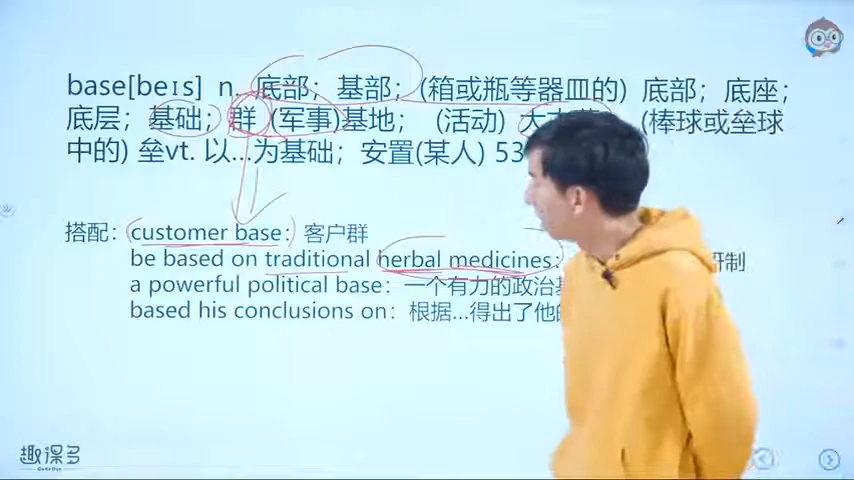 base[beɪs] n. 底部；基部；(箱或瓶等器皿的) 底部；底座；
底层；基础；群 (军事)基地； (活动) 大 (棒球或垒球
中的) 垒vt. 以...为基础；安置(某人) 53
搭配：customer base：客户群
be based on traditional herbal medicines： 研制
a powerful political base：一个有力的政治
based his conclusions on：根据...得出了他
趣课多